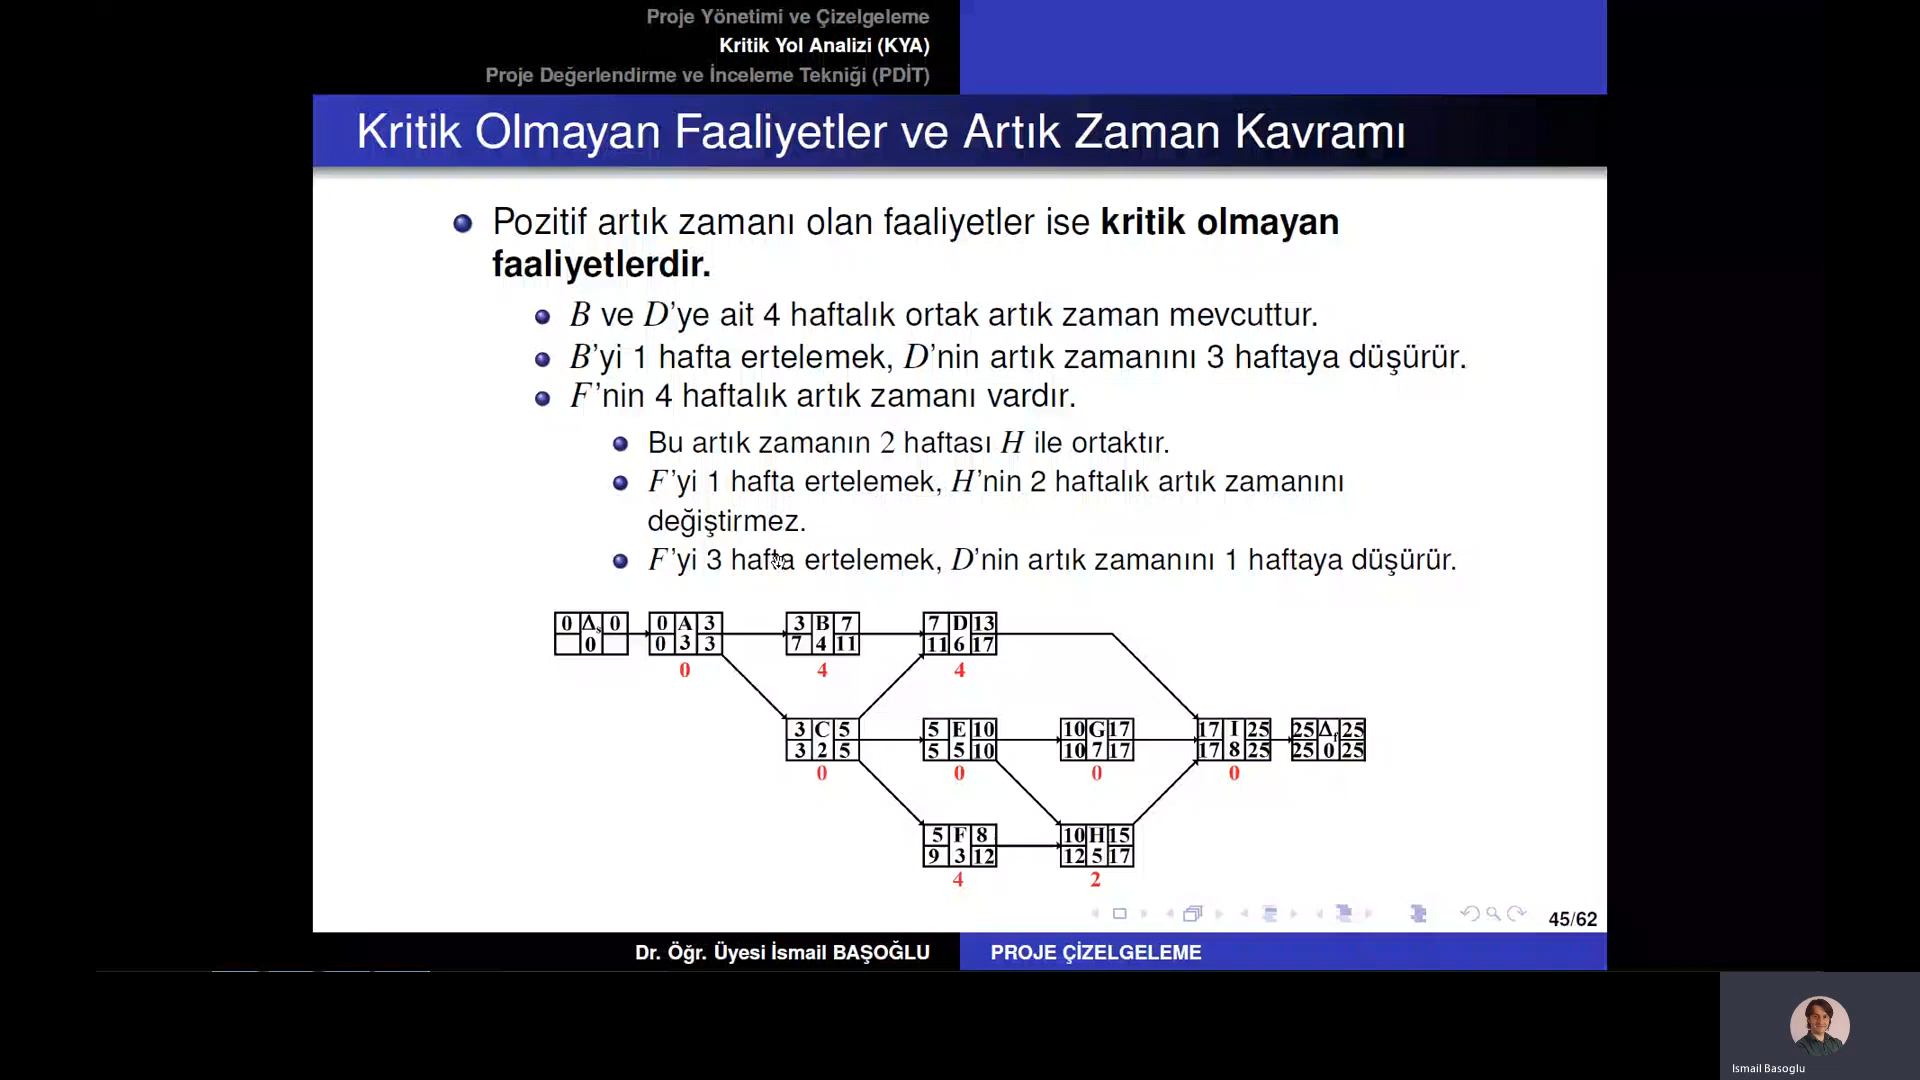 Proje Yönetimi ve Çizelgeleme
Kritik Yol Analizi (KYA)
Proje Değerlendirme ve İnceleme Tekniği (PDİT)
Kritik Olmayan Faaliyetler ve Artık Zaman Kavramı
Pozitif artık zamanı olan faaliyetler ise kritik olmayan
faaliyetlerdir.
B ve D'ye ait 4 haftalık ortak artık zaman mevcuttur.
B'yi 1 hafta ertelemek, D'nin artık zamanını 3 haftaya düşürür.
F'nin 4 haftalık artık zamanı vardır.
Bu artık zamanın 2 haftası H ile ortaktır.
F'yi 1 hafta ertelemek, H'nin 2 haftalık artık zamanını
değiştirmez.
F'yi 3 hafta ertelemek, D'nin artık zamanını 1 haftaya düşürür.
0 Δs 0 0 A 3 3 B 7 7 D 13
0 0 3 3 7 4 11 11 6 17
0 4 4
3 C 5 5 E 10 10 G 17 17 I 25 25 Δf 25
3 2 5 5 5 10 10 7 17 17 8 25 25 0 25
0 0 0 0
5 F 8 10 H 15
9 3 12 12 5 17
4 2
45/62
Dr. Öğr. Üyesi İsmail BAŞOĞLU PROJE ÇİZELGELEME
Ismail Basoglu